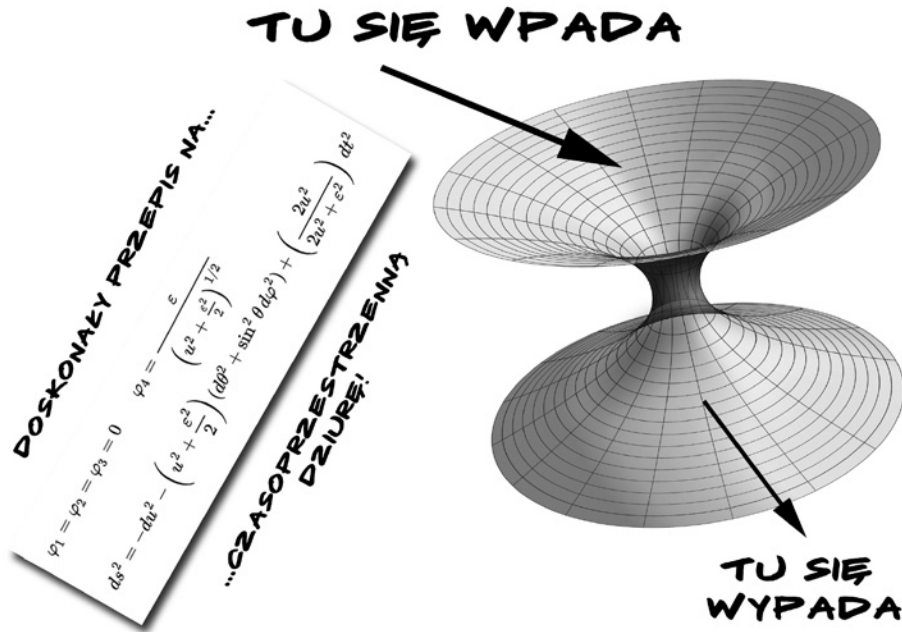 TU SIĘ WPADA
DOSKONAŁY PRZEPIS NA...
φ₁ = φ₂ = φ₃ = 0    φ₄ = ε / (u² + ε²/2)^{1/2}
ds² = −du² − (u² + ε²/2) (dθ² + sin² θ dφ²) + (2u² / (2u² + ε²)) dt²
...CZASOPRZESTRZENNĄ
DZIURĘ!
TU SIĘ
WYPADA